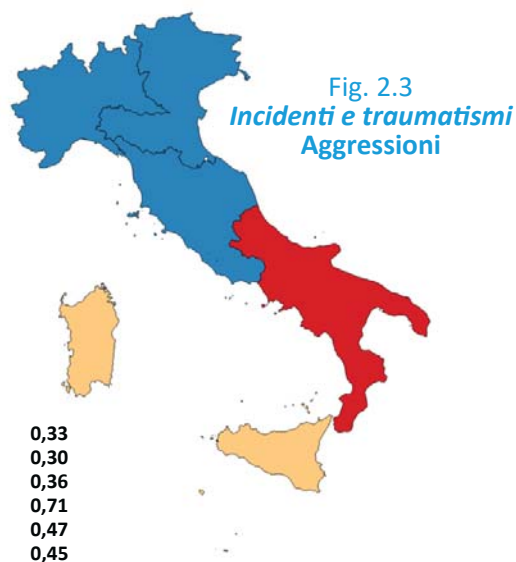 Fig. 2.3
Incidenti e traumatismi
Aggressioni
0,33
0,30
0,36
0,71
0,47
0,45